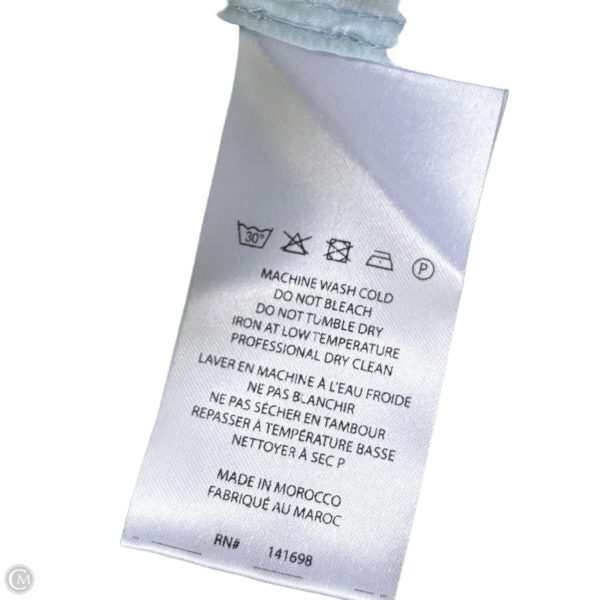 30°
P
MACHINE WASH COLD
DO NOT BLEACH
DO NOT TUMBLE DRY
IRON AT LOW TEMPERATURE
PROFESSIONAL DRY CLEAN
LAVER EN MACHINE À L'EAU FROIDE
NE PAS BLANCHIR
NE PAS SÉCHER EN TAMBOUR
REPASSER À TEMPÉRATURE BASSE
NETTOYER À SEC P
MADE IN MOROCCO
FABRIQUÉ AU MAROC
RN# 141698
CM